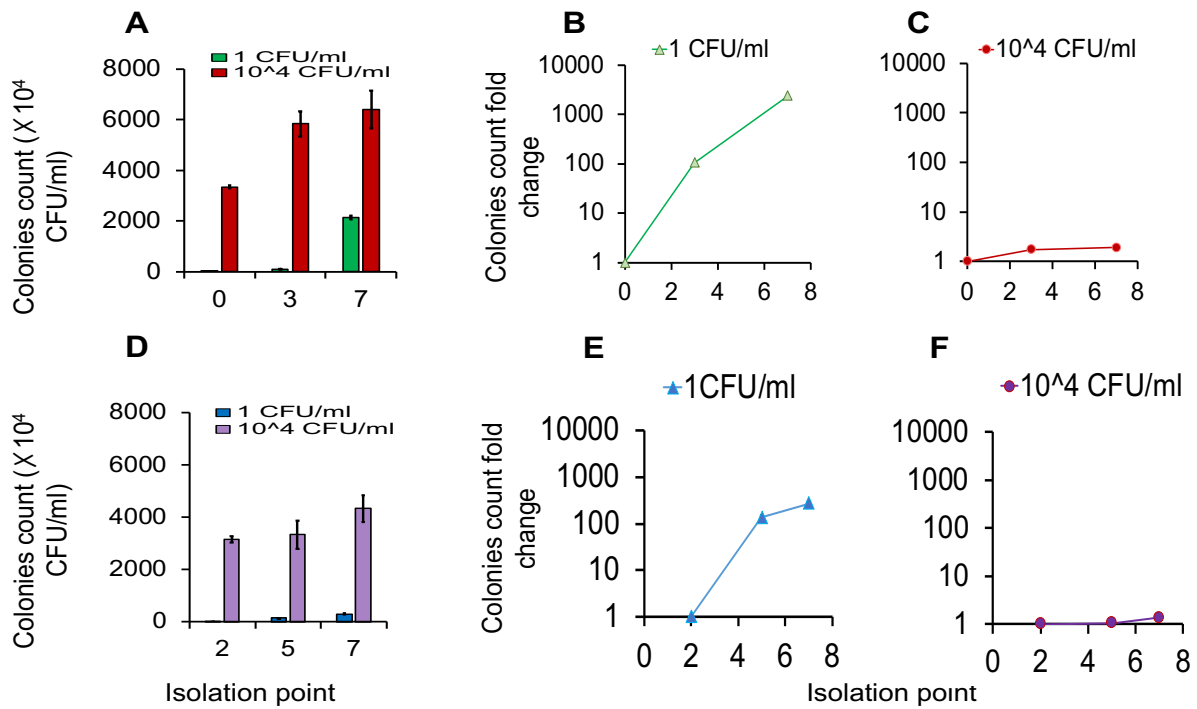 A
1 CFU/ml
10^4 CFU/ml
8000
6000
4000
2000
0
0 3 7
Colonies count (X 10⁴
CFU/ml)
B
1 CFU/ml
10000
1000
100
10
1
0 2 4 6 8
Colonies count fold
change
C
10^4 CFU/ml
10000
1000
100
10
1
0 2 4 6 8
D
1 CFU/ml
10^4 CFU/ml
8000
6000
4000
2000
0
2 5 7
Colonies count (X 10⁴
CFU/ml)
Isolation point
E
1CFU/ml
10000
1000
100
10
1
0 2 4 6 8
Colonies count fold
change
F
10^4 CFU/ml
10000
1000
100
10
1
0 2 4 6 8
Isolation point